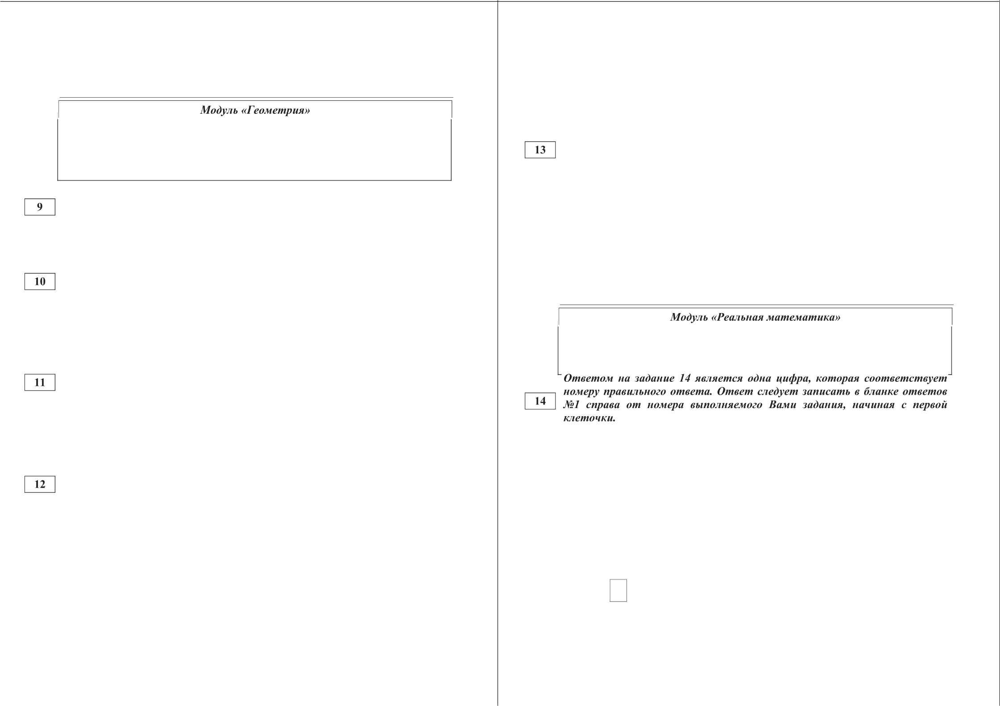 Модуль «Геометрия»
9
10
11
12
13
Модуль «Реальная математика»
Ответом на задание 14 является одна цифра, которая соответствует
номеру правильного ответа. Ответ следует записать в бланке ответов
14
№1 справа от номера выполняемого Вами задания, начиная с первой
клеточки.